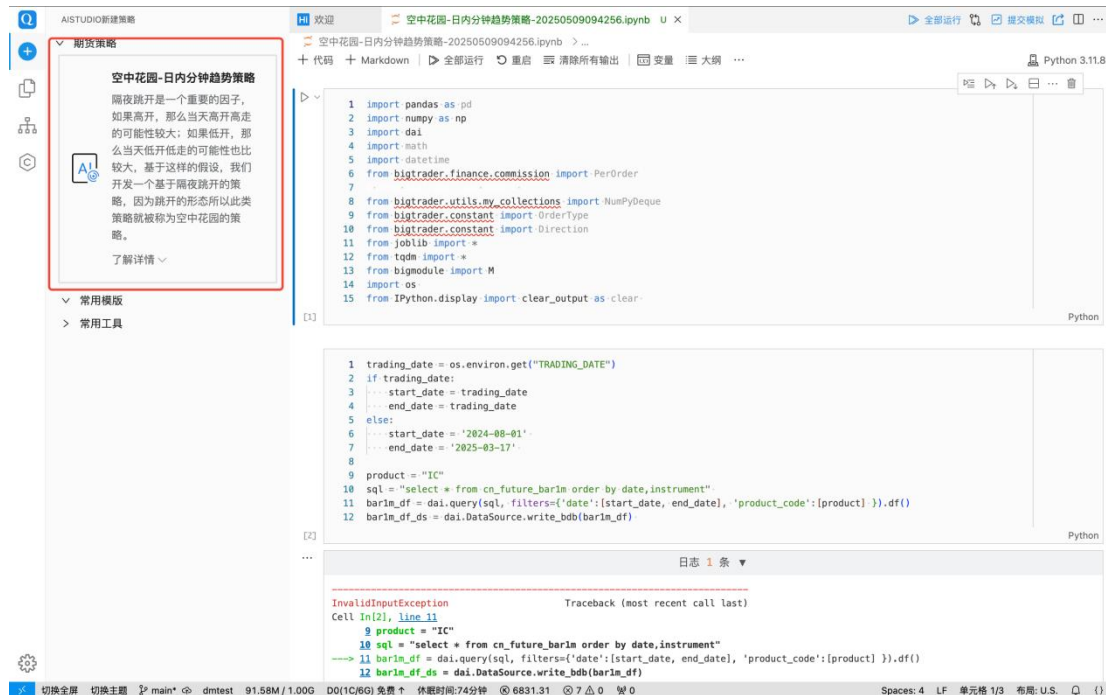 AISTUDIO新建策略
欢迎
空中花园-日内分钟趋势策略-20250509094256.ipynb U ×
全部运行 提交模拟
期货策略
空中花园-日内分钟趋势策略
隔夜跳开是一个重要的因子，
如果高开，那么当天高开高走
的可能性较大；如果低开，那
么当天低开低走的可能性也比
较大，基于这样的假设，我们
开发一个基于隔夜跳开的策
略，因为跳开的形态所以此类
策略就被称为空中花园的策
略。
了解详情
常用模版
常用工具
空中花园-日内分钟趋势策略-20250509094256.ipynb > ...
+ 代码 + Markdown 全部运行 重启 清除所有输出 变量 大纲 ...
Python 3.11.8
1 import pandas as pd
2 import numpy as np
3 import dai
4 import math
5 import datetime
6 from bigtrader.finance.commission import PerOrder
7
8 from bigtrader.utils.my_collections import NumPyDeque
9 from bigtrader.constant import OrderType
10 from bigtrader.constant import Direction
11 from joblib import *
12 from tqdm import *
13 from bigmodule import M
14 import os
15 from IPython.display import clear_output as clear
[1]
Python
1 trading_date = os.environ.get("TRADING_DATE")
2 if trading_date:
3 start_date = trading_date
4 end_date = trading_date
5 else:
6 start_date = '2024-08-01'
7 end_date = '2025-03-17'
8
9 product = "IC"
10 sql = "select * from cn_future_bar1m order by date,instrument"
11 bar1m_df = dai.query(sql, filters={'date':[start_date, end_date], 'product_code':[product] }).df()
12 bar1m_df_ds = dai.DataSource.write_bdb(bar1m_df)
[2]
Python
日志 1 条 ▼
InvalidInputException Traceback (most recent call last)
Cell In[2], line 11
9 product = "IC"
10 sql = "select * from cn_future_bar1m order by date,instrument"
---> 11 bar1m_df = dai.query(sql, filters={'date':[start_date, end_date], 'product_code':[product] }).df()
12 bar1m_df_ds = dai.DataSource.write_bdb(bar1m_df)
切换全屏 切换主题 main* dmtest 91.58M / 1.00G D0(1C/6G) 免费 ↑ 休眠时间:74分钟 6831.31 7 0 0 Spaces: 4 LF 单元格 1/3 布局: U.S.